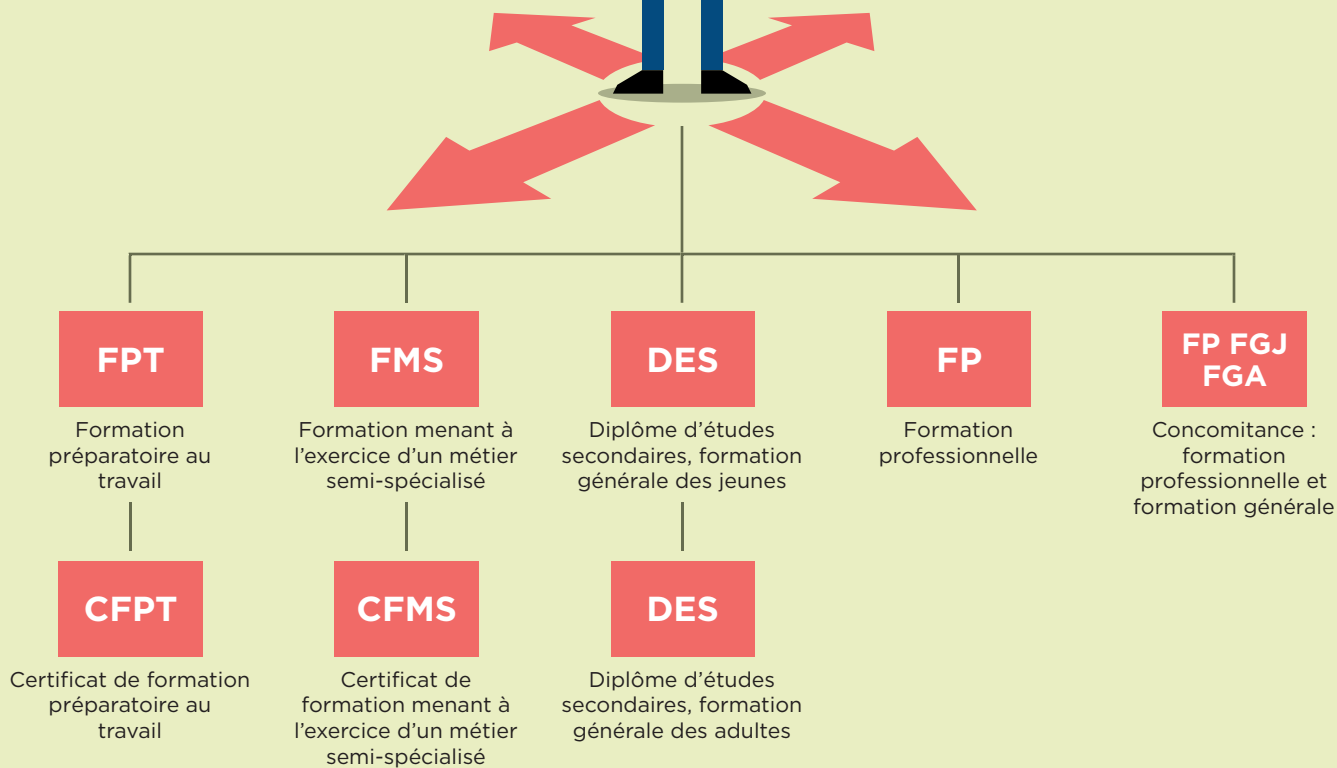 FPT
Formation
préparatoire au
travail
FMS
Formation menant à
l'exercice d'un métier
semi-spécialisé
DES
Diplôme d'études
secondaires, formation
générale des jeunes
FP
Formation
professionnelle
FP FGJ
FGA
Concomitance :
formation
professionnelle et
formation générale
CFPT
Certificat de formation
préparatoire au
travail
CFMS
Certificat de
formation menant à
l'exercice d'un métier
semi-spécialisé
DES
Diplôme d'études
secondaires, formation
générale des adultes